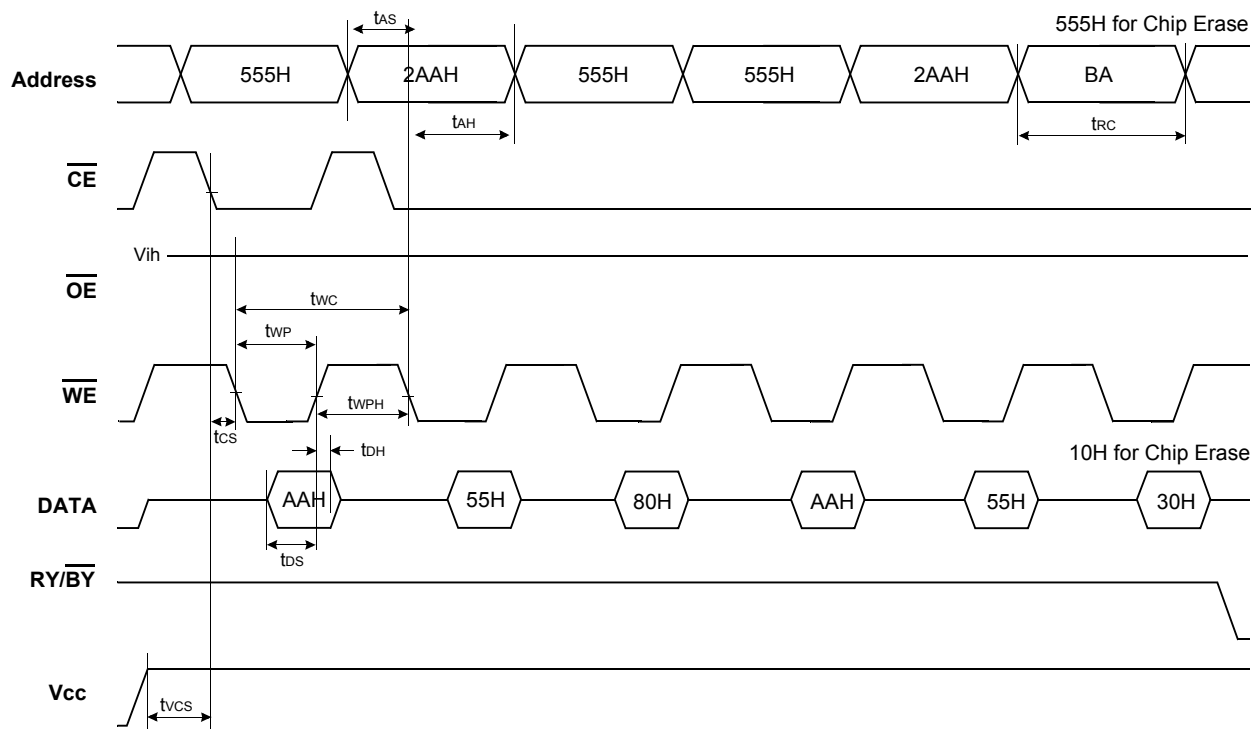 tAS
555H for Chip Erase
Address
555H
2AAH
555H
555H
2AAH
BA
tAH
tRC
CE
Vih
OE
tWC
tWP
WE
tWPH
tCS
tDH
10H for Chip Erase
DATA
AAH
55H
80H
AAH
55H
30H
tDS
RY/BY
Vcc
tVCS